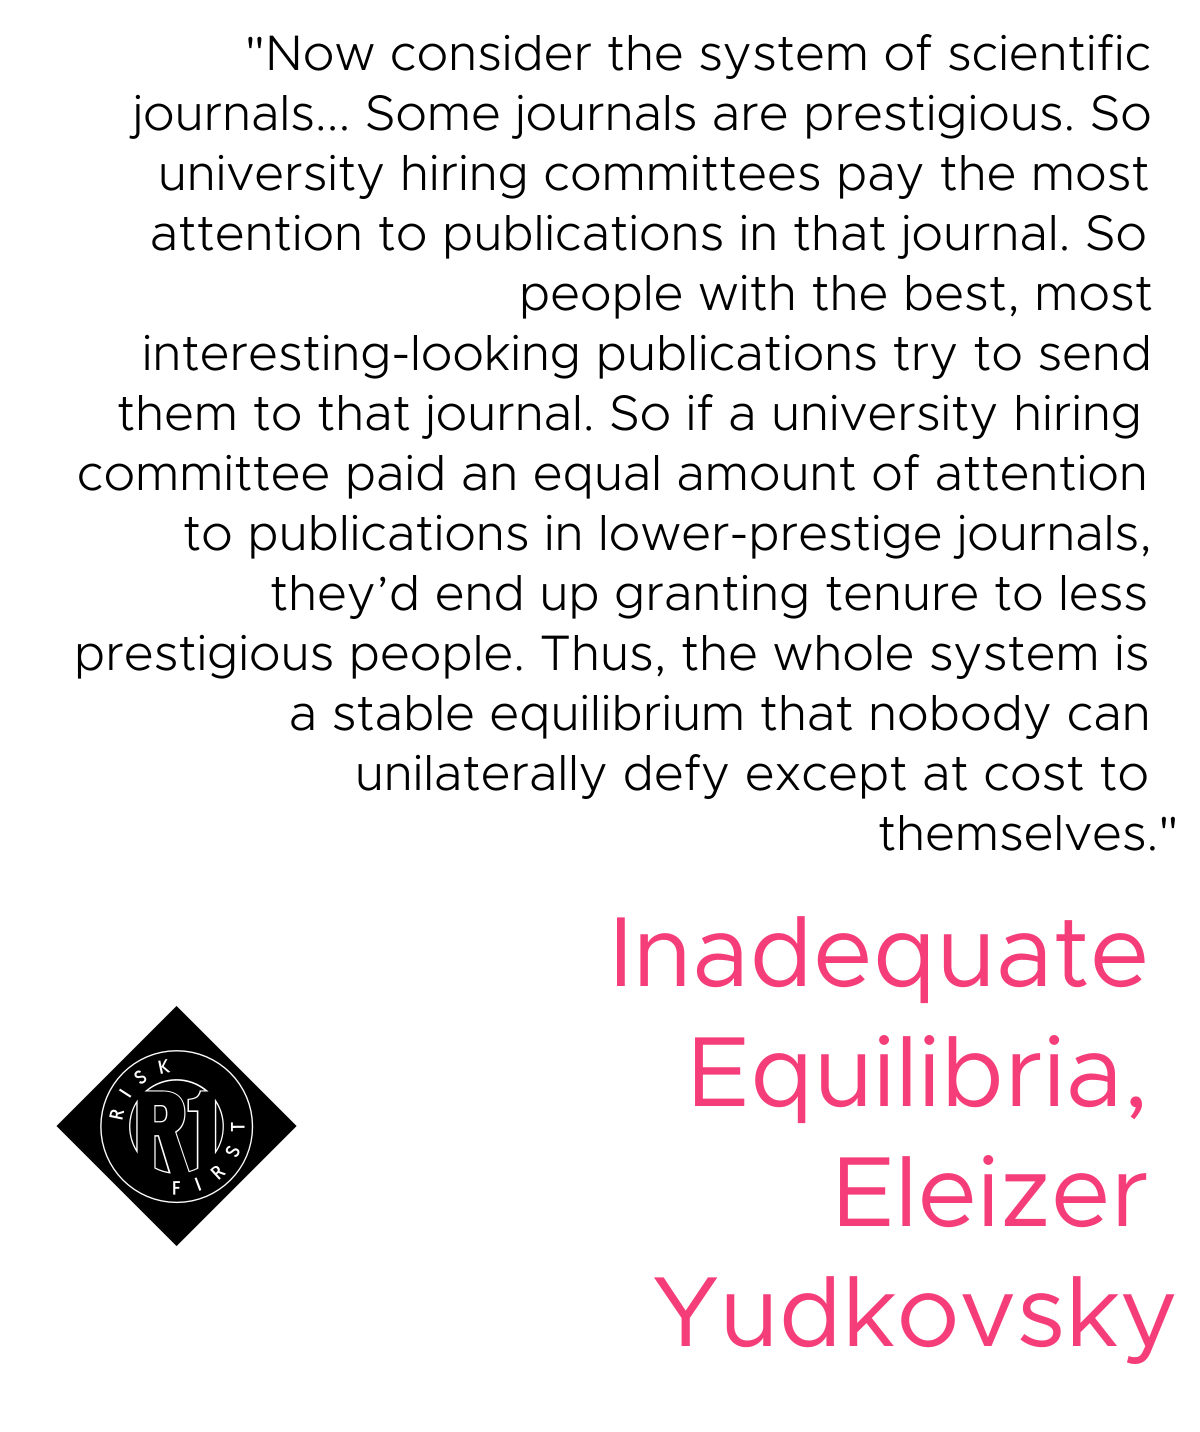 "Now consider the system of scientific
journals... Some journals are prestigious. So
university hiring committees pay the most
attention to publications in that journal. So
people with the best, most
interesting-looking publications try to send
them to that journal. So if a university hiring
committee paid an equal amount of attention
to publications in lower-prestige journals,
they’d end up granting tenure to less
prestigious people. Thus, the whole system is
a stable equilibrium that nobody can
unilaterally defy except at cost to
themselves."
Inadequate
Equilibria,
Eleizer
Yudkovsky
RISK
R1
FIRST